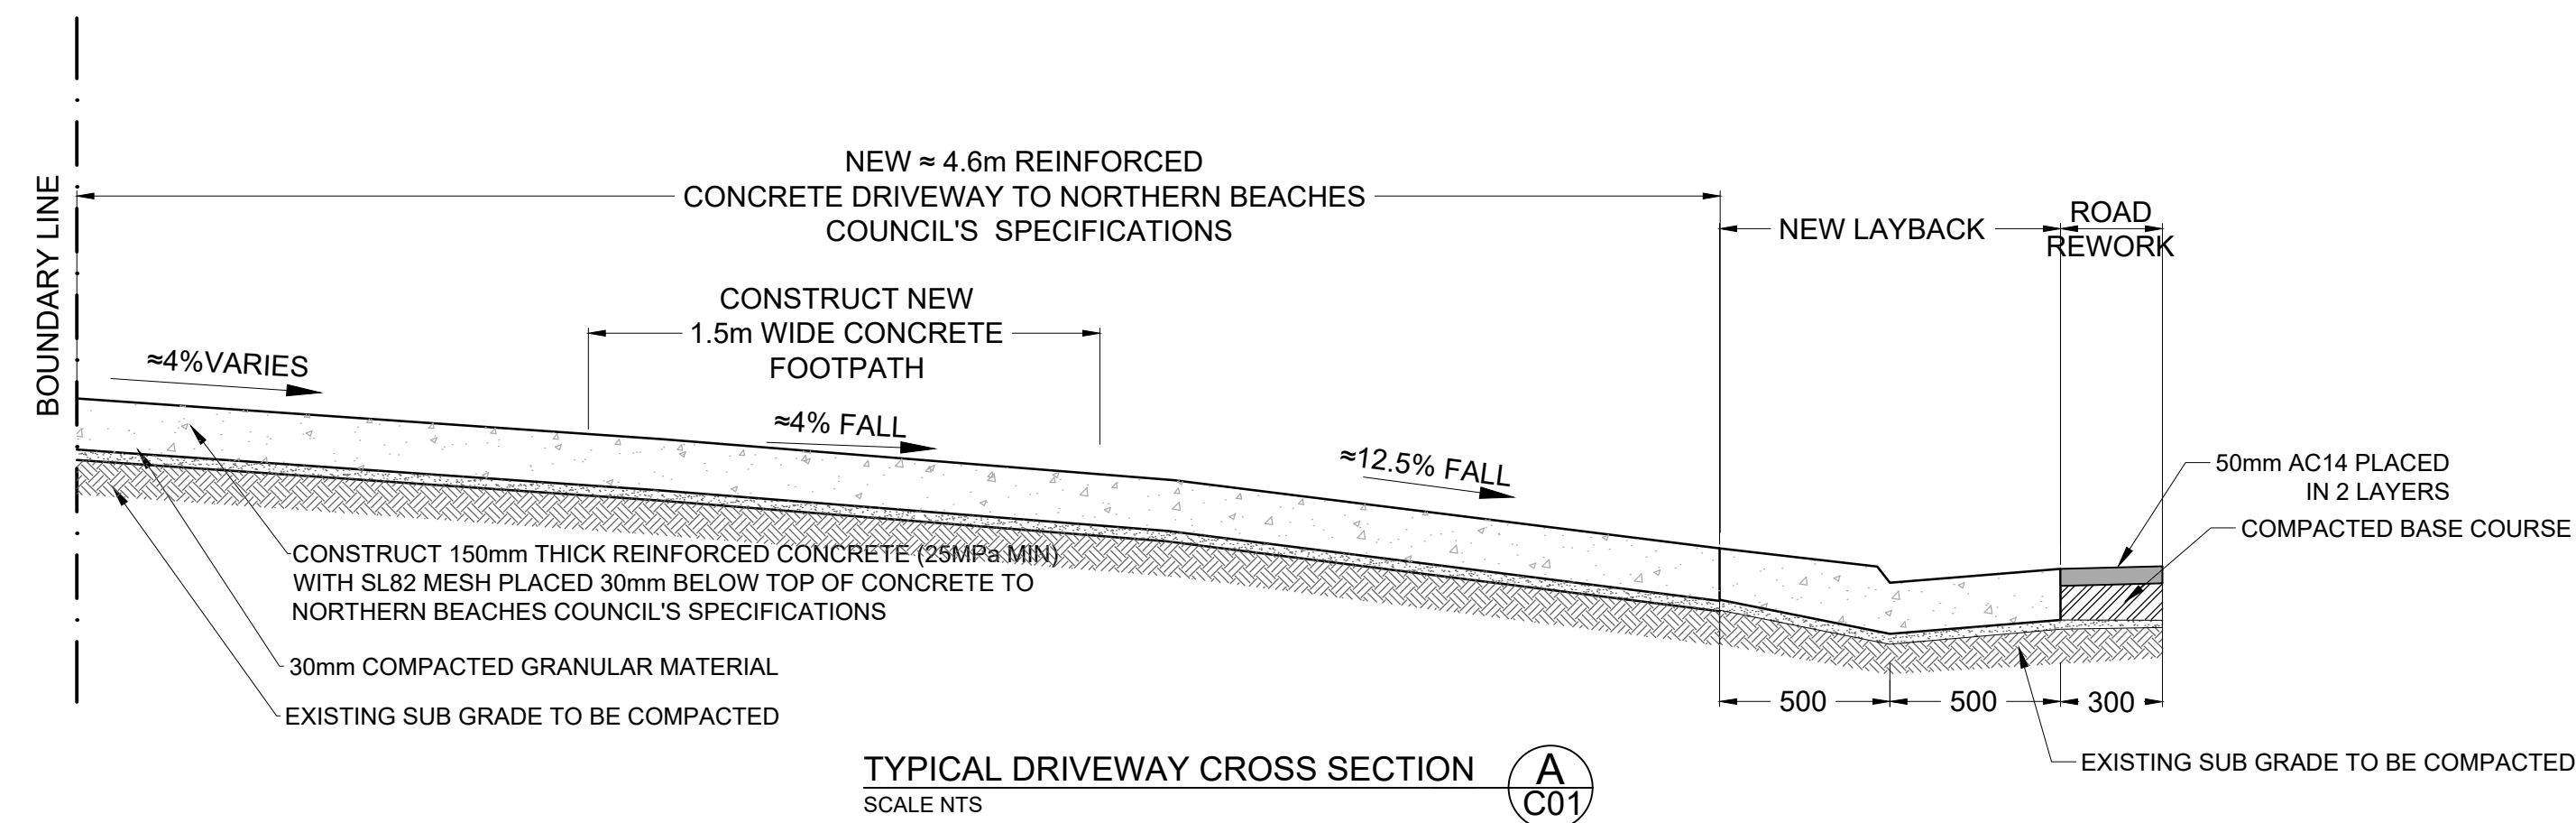 BOUNDARY LINE
NEW ≈ 4.6m REINFORCED
CONCRETE DRIVEWAY TO NORTHERN BEACHES
COUNCIL'S SPECIFICATIONS
NEW LAYBACK
ROAD
REWORK
CONSTRUCT NEW
1.5m WIDE CONCRETE
FOOTPATH
≈4%VARIES
≈4% FALL
≈12.5% FALL
50mm AC14 PLACED
IN 2 LAYERS
COMPACTED BASE COURSE
CONSTRUCT 150mm THICK REINFORCED CONCRETE (25MPa MIN)
WITH SL82 MESH PLACED 30mm BELOW TOP OF CONCRETE TO
NORTHERN BEACHES COUNCIL'S SPECIFICATIONS
30mm COMPACTED GRANULAR MATERIAL
EXISTING SUB GRADE TO BE COMPACTED
500
500
300
EXISTING SUB GRADE TO BE COMPACTED
TYPICAL DRIVEWAY CROSS SECTION
SCALE NTS
A
C01